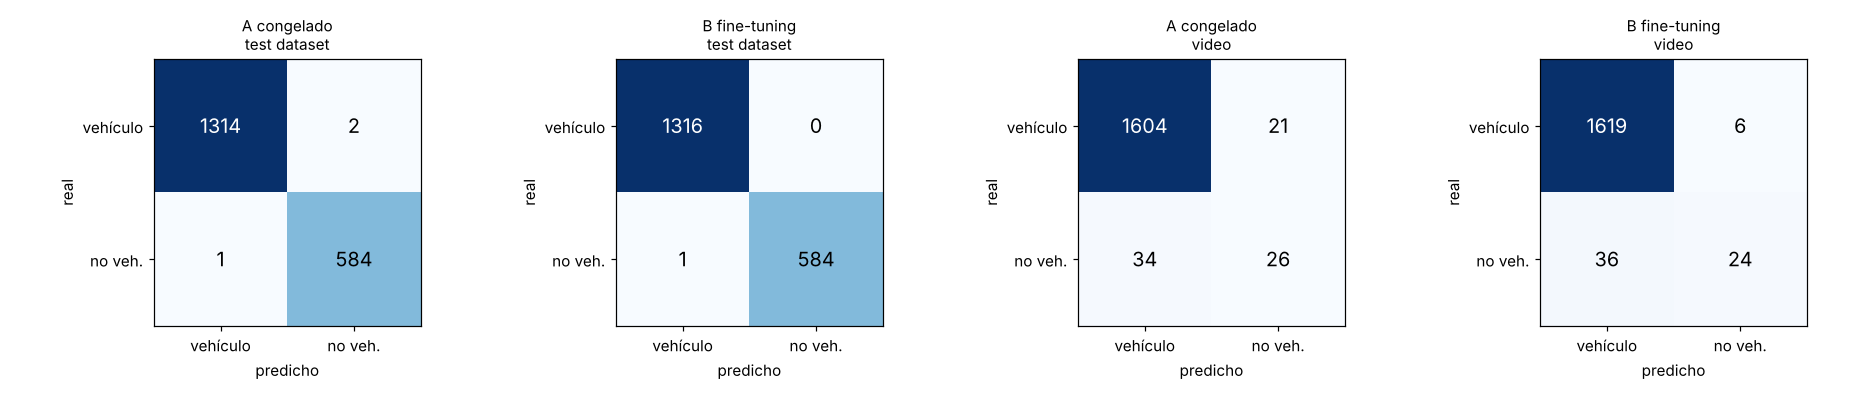 A congelado
test dataset
vehículo
1314
2
real
no veh.
1
584
vehículo
no veh.
predicho
B fine-tuning
test dataset
vehículo
1316
0
real
no veh.
1
584
vehículo
no veh.
predicho
A congelado
video
vehículo
1604
21
real
no veh.
34
26
vehículo
no veh.
predicho
B fine-tuning
video
vehículo
1619
6
real
no veh.
36
24
vehículo
no veh.
predicho